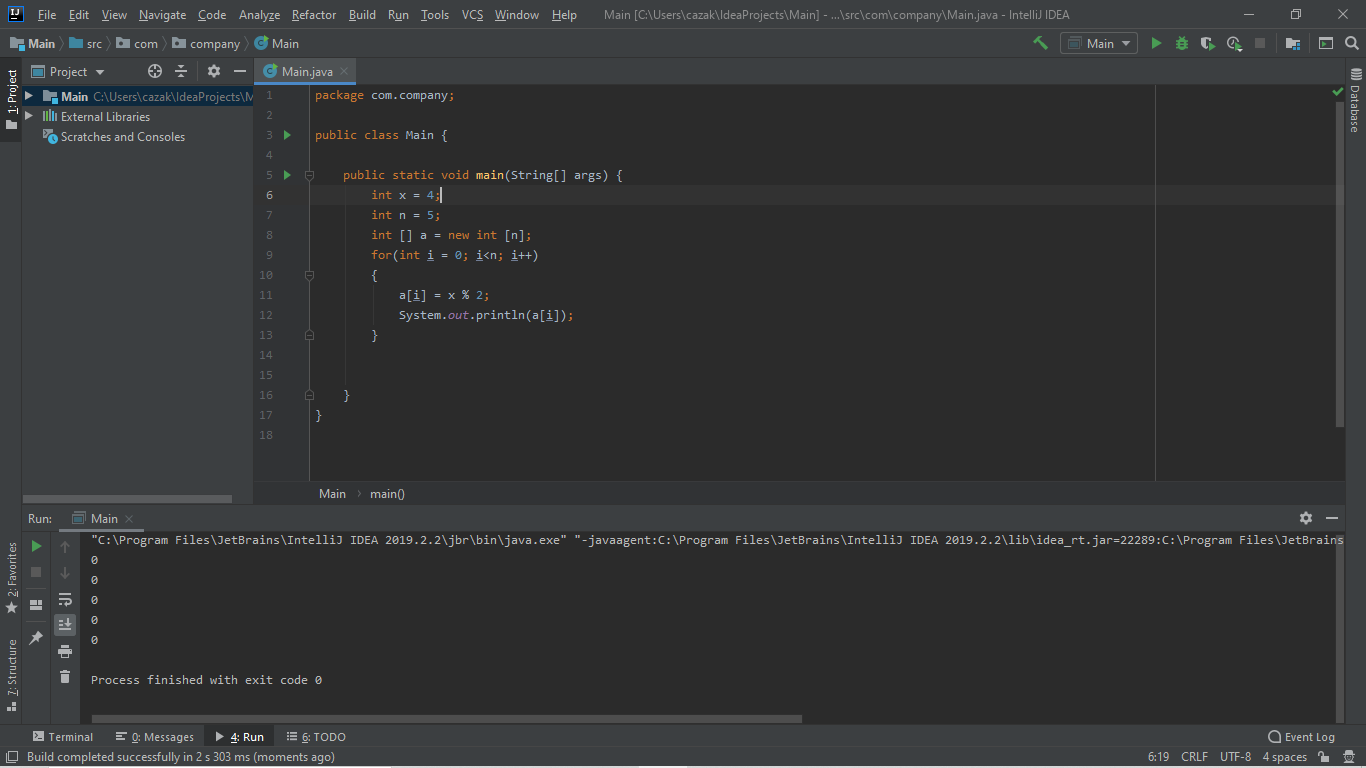 File Edit View Navigate Code Analyze Refactor Build Run Tools VCS Window Help Main [C:\Users\cazak\IdeaProjects\Main] - ...\src\com\company\Main.java - IntelliJ IDEA
Main src com company Main Main
1: Project
Project
Main.java
Main C:\Users\cazak\IdeaProjects\M
External Libraries
Scratches and Consoles
1 package com.company;
2
3 public class Main {
4
5 public static void main(String[] args) {
6 int x = 4;
7 int n = 5;
8 int [] a = new int [n];
9 for(int i = 0; i<n; i++)
10 {
11 a[i] = x % 2;
12 System.out.println(a[i]);
13 }
14
15
16 }
17 }
18
Database
Main main()
Run: Main
"C:\Program Files\JetBrains\IntelliJ IDEA 2019.2.2\jbr\bin\java.exe" "-javaagent:C:\Program Files\JetBrains\IntelliJ IDEA 2019.2.2\lib\idea_rt.jar=22289:C:\Program Files\JetBrains
0
0
0
0
0
Process finished with exit code 0
2: Favorites
7: Structure
Terminal 0: Messages 4: Run 6: TODO Event Log
Build completed successfully in 2 s 303 ms (moments ago) 6:19 CRLF UTF-8 4 spaces